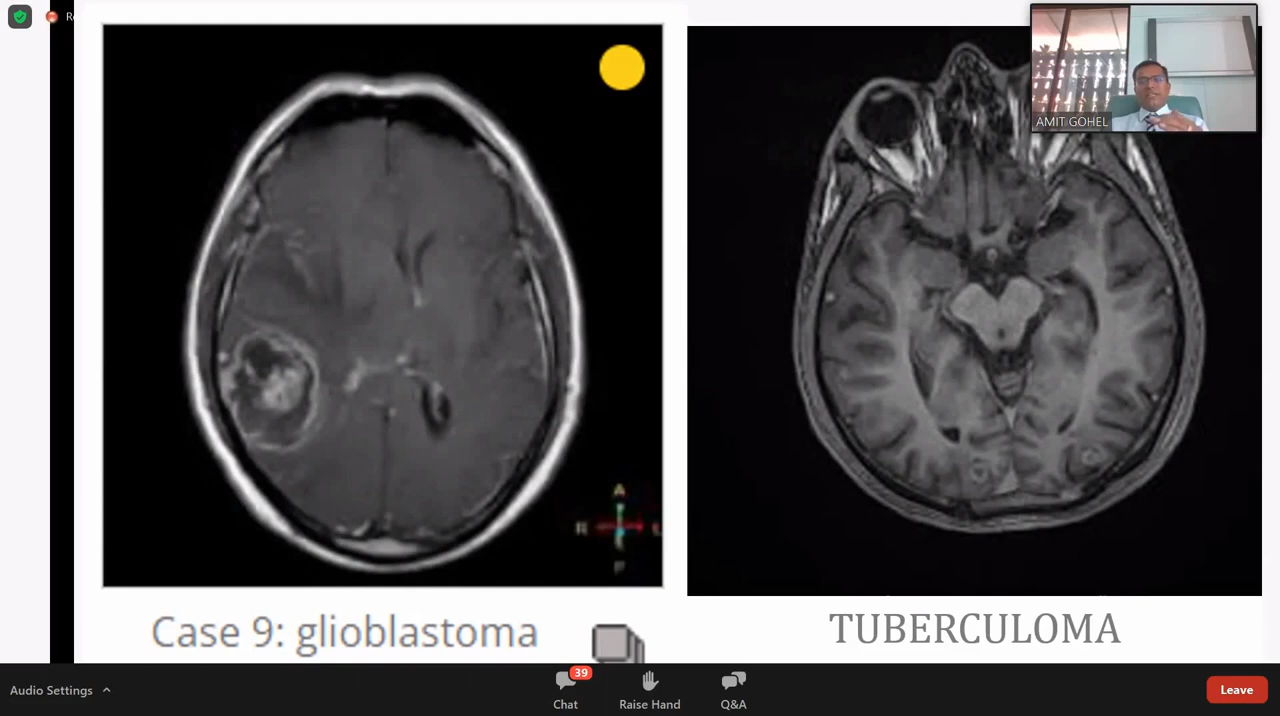 R
AMIT GOHEL
A
R
L
P
Case 9: glioblastoma
TUBERCULOMA
Audio Settings
39
Chat
Raise Hand
Q&A
Leave